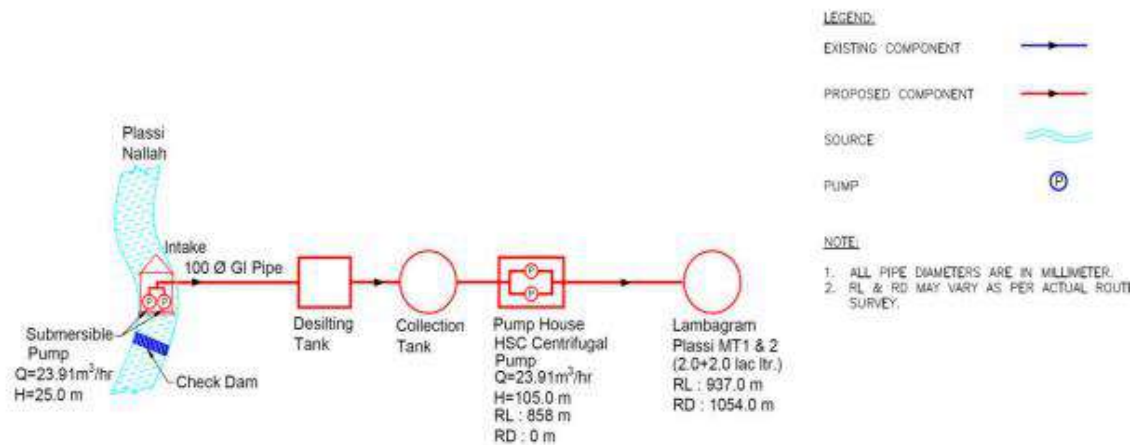 LEGEND:
EXISTING COMPONENT
PROPOSED COMPONENT
SOURCE
PUMP
P
NOTE:
1. ALL PIPE DIAMETERS ARE IN MILLIMETER.
2. RL & RD MAY VARY AS PER ACTUAL ROUTE
SURVEY.
Plassi
Nallah
Intake
100 Ø GI Pipe
P P
Submersible
Pump
Q=23.91m³/hr
H=25.0 m
Check Dam
Desilting
Tank
Collection
Tank
P
P
Pump House
HSC Centrifugal
Pump
Q=23.91m³/hr
H=105.0 m
RL : 858 m
RD : 0 m
Lambagram
Plassi MT1 & 2
(2.0+2.0 lac ltr.)
RL : 937.0 m
RD : 1054.0 m